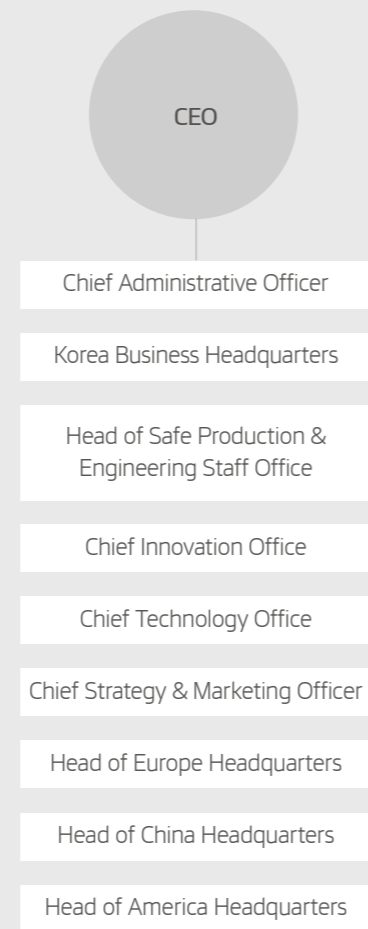 CEO
Chief Administrative Officer
Korea Business Headquarters
Head of Safe Production &
Engineering Staff Office
Chief Innovation Office
Chief Technology Office
Chief Strategy & Marketing Officer
Head of Europe Headquarters
Head of China Headquarters
Head of America Headquarters